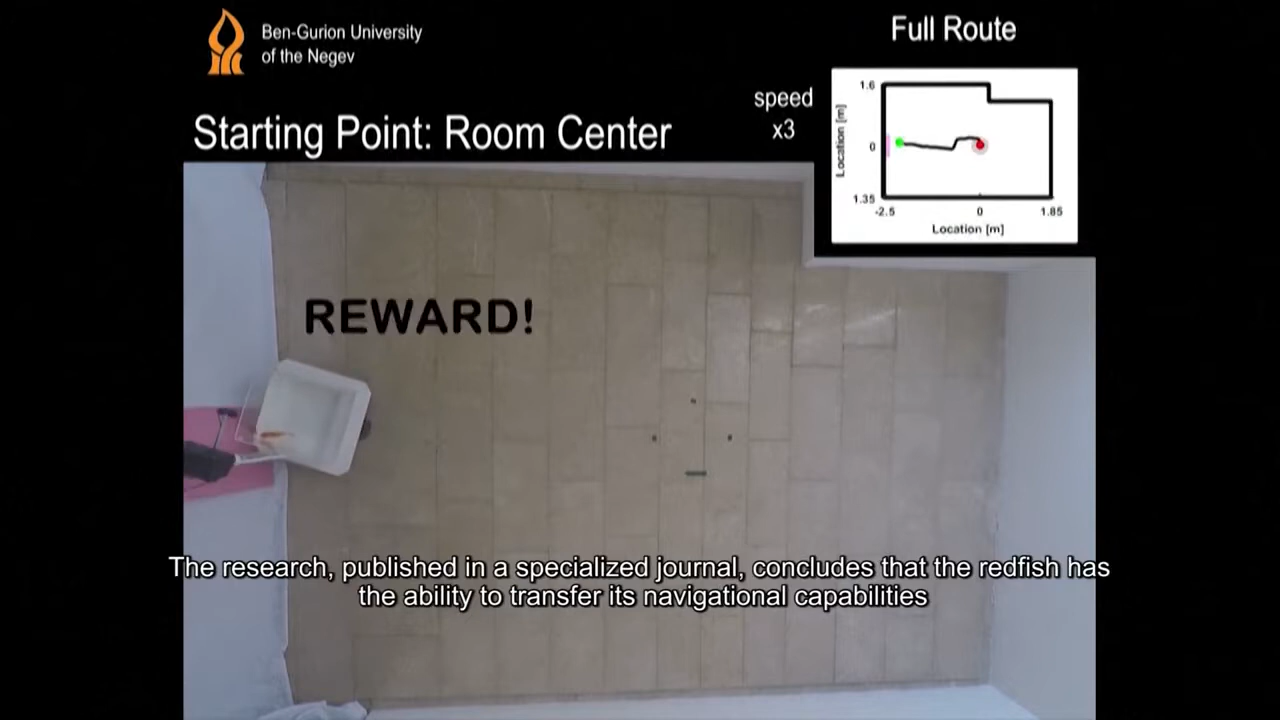 Ben-Gurion University
of the Negev
Full Route
speed
x3
Starting Point: Room Center
1.6
0
1.35
-2.5
0
1.85
Location [m]
Location [m]
REWARD!
The research, published in a specialized journal, concludes that the redfish has
the ability to transfer its navigational capabilities